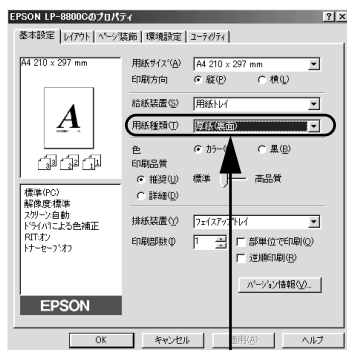 EPSON LP-8800Cのプロパティ
基本設定 レイアウト ページ装飾 環境設定 ユーティリティ
A4 210 x 297 mm
用紙サイズ(A) A4 210 x 297 mm
印刷方向 縦(P) 横(L)
給紙装置(S) 用紙トレイ
用紙種類(T) 厚紙(裏面)
色 カラー(C) 黒(B)
印刷品質
推奨(U) 標準 高品質
詳細(D)
標準(PC)
解像度:標準
スクリーン:自動
ドライバによる色補正
RIT:オン
トナーセーブ:オフ
排紙装置(Y) フェイスアップトレイ
印刷部数(I) 1 部単位で印刷(O)
逆順印刷(R)
バージョン情報(V)...
EPSON
OK キャンセル 適用(A) ヘルプ